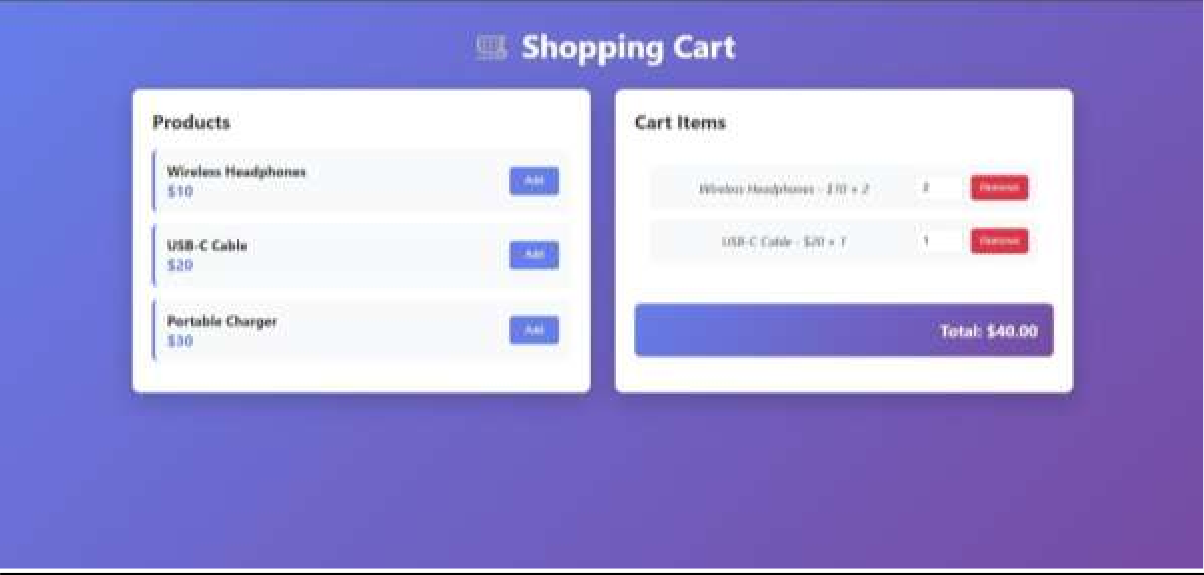 Shopping Cart
Products
Wireless Headphones
$10
Add
USB-C Cable
$20
Add
Portable Charger
$30
Add
Cart Items
Wireless Headphones - $10 × 2
2
Remove
USB-C Cable - $20 × 1
1
Remove
Total: $40.00